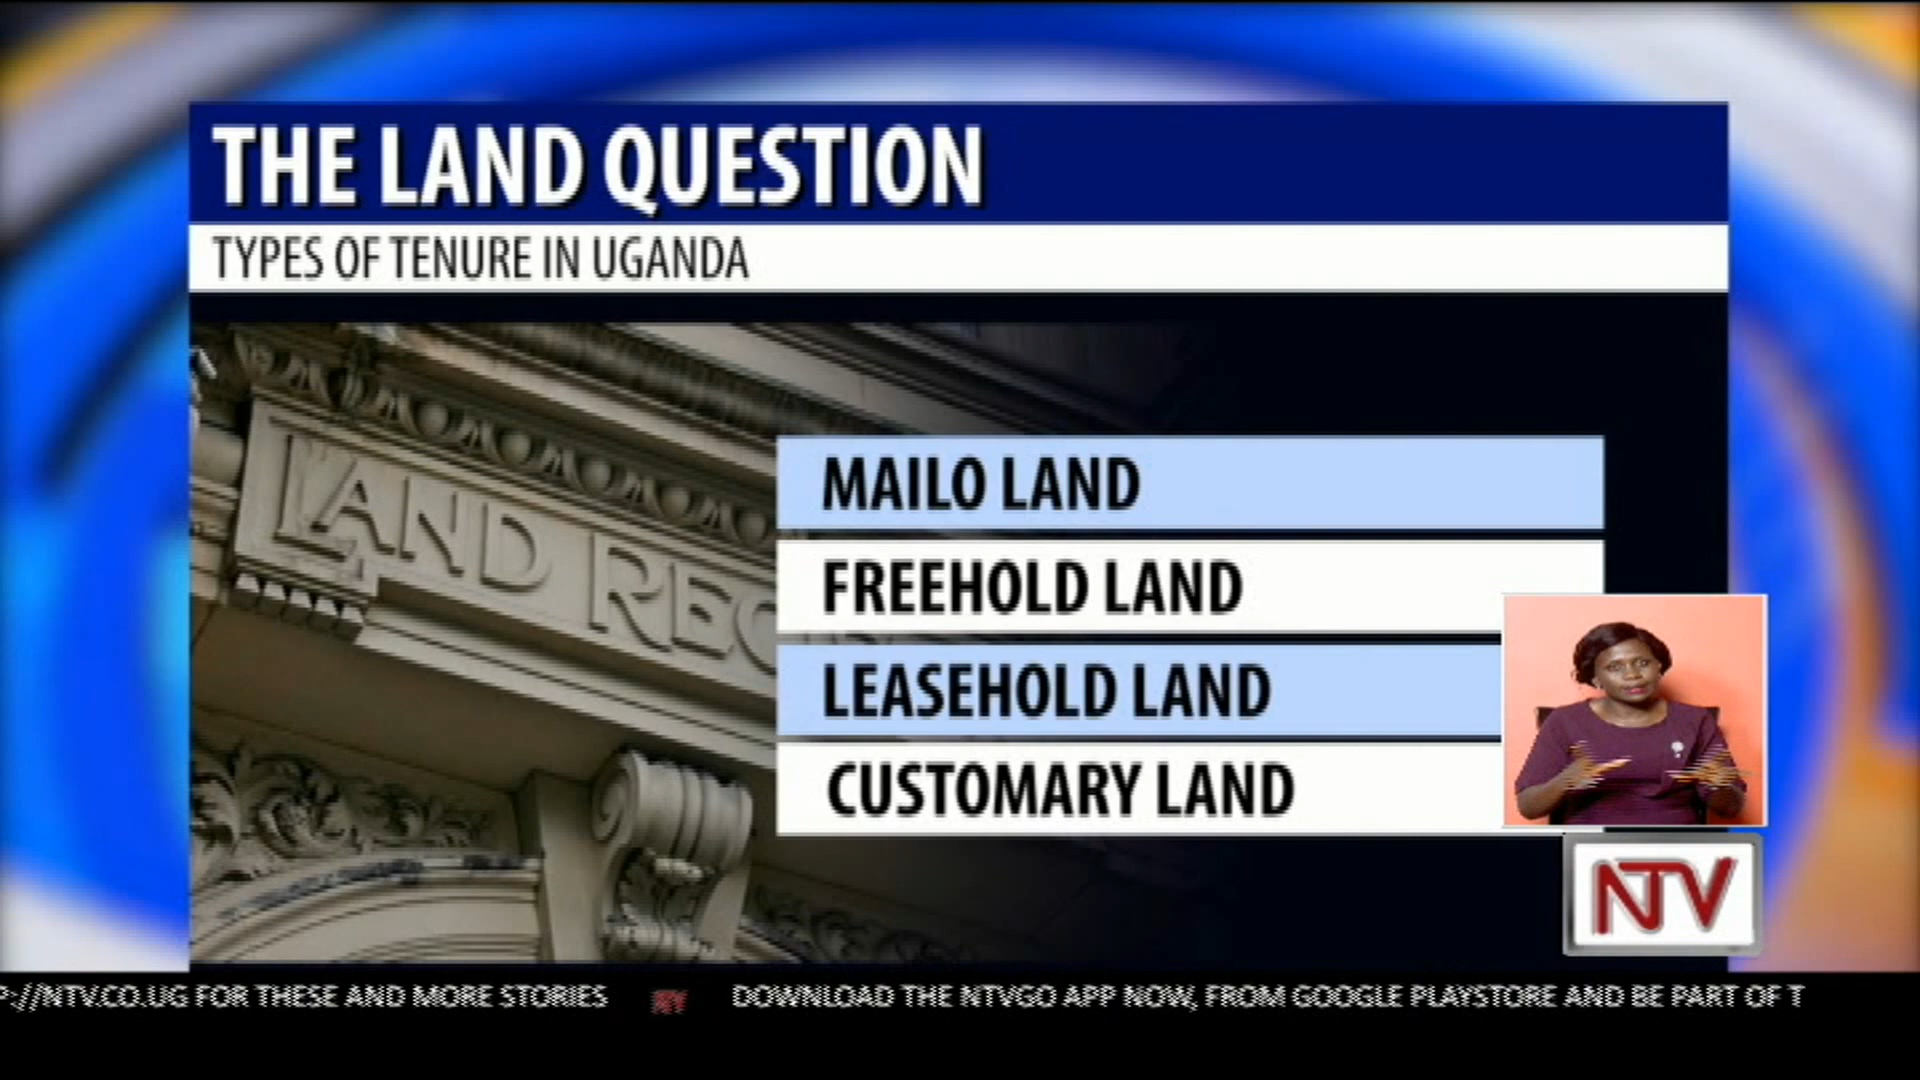 THE LAND QUESTION
TYPES OF TENURE IN UGANDA
LAND REC
MAILO LAND
FREEHOLD LAND
LEASEHOLD LAND
CUSTOMARY LAND
NTV
P://NTV.CO.UG FOR THESE AND MORE STORIES NTV DOWNLOAD THE NTVGO APP NOW, FROM GOOGLE PLAYSTORE AND BE PART OF T